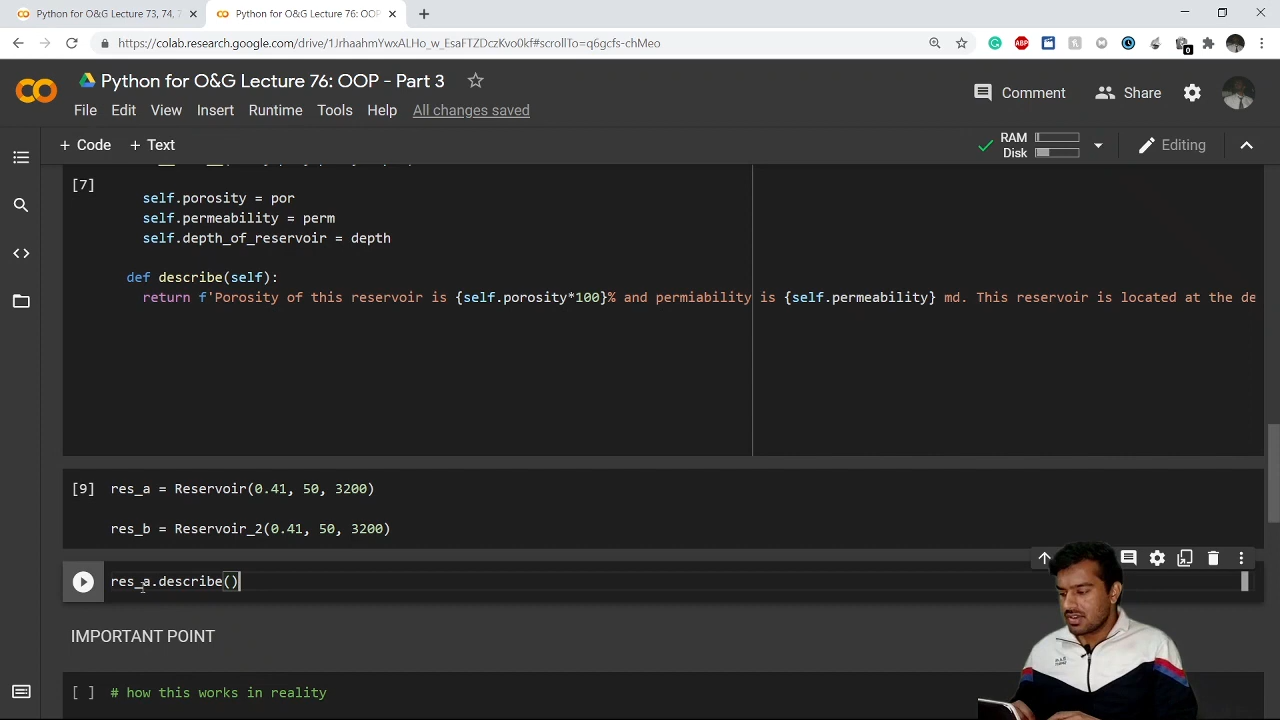 Python for O&G Lecture 73, 74, 7
Python for O&G Lecture 76: OOP
https://colab.research.google.com/drive/1JrhaahnYwxALHo_w_EsaFTZDczKvo0kf#scrollTo=q6gcfs-chMeo
Python for O&G Lecture 76: OOP - Part 3
Comment
Share
File Edit View Insert Runtime Tools Help All changes saved
+ Code + Text
RAM
Disk
Editing
[7]
self.porosity = por
self.permeability = perm
self.depth_of_reservoir = depth
def describe(self):
return f'Porosity of this reservoir is {self.porosity*100}% and permiability is {self.permeability} md. This reservoir is located at the de
[9] res_a = Reservoir(0.41, 50, 3200)
res_b = Reservoir_2(0.41, 50, 3200)
res_a.describe()
IMPORTANT POINT
[ ] # how this works in reality